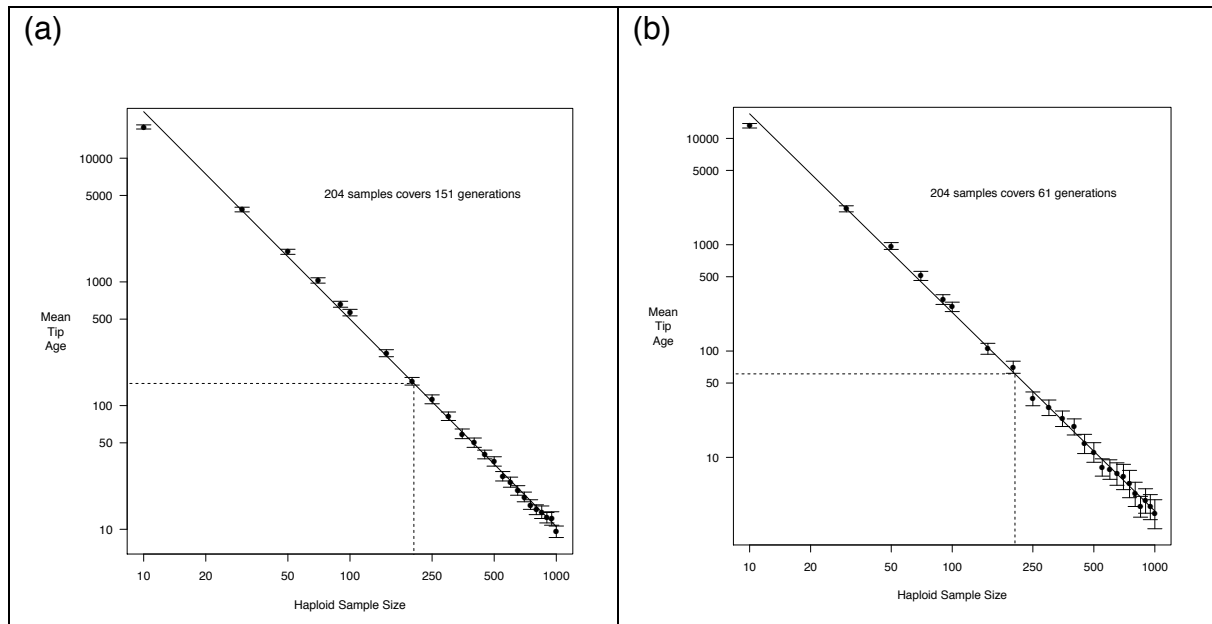 (a)
204 samples covers 151 generations
10000
5000
1000
500
100
50
10
Mean
Tip
Age
10 20 50 100 250 500 1000
Haploid Sample Size
(b)
204 samples covers 61 generations
10000
5000
1000
500
100
50
10
Mean
Tip
Age
10 20 50 100 250 500 1000
Haploid Sample Size